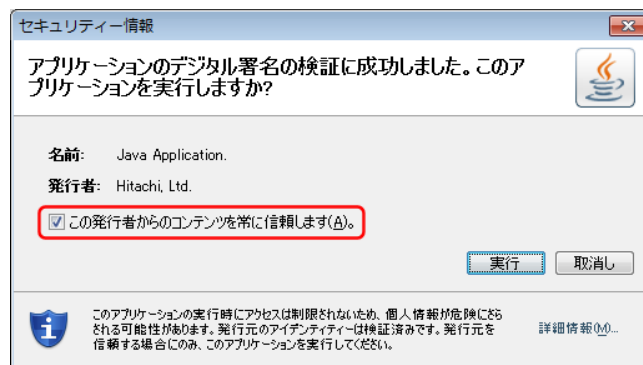 セキュリティー情報
アプリケーションのデジタル署名の検証に成功しました。このア
プリケーションを実行しますか?
名前: Java Application.
発行者: Hitachi, Ltd.
この発行者からのコンテンツを常に信頼します(A)。
実行 取消し
このアプリケーションの実行時にアクセスは制限されないため、個人情報が危険にさら
される可能性があります。発行元のアイデンティティーは検証済みです。発行元を
信頼する場合にのみ、このアプリケーションを実行してください。
詳細情報(M)...